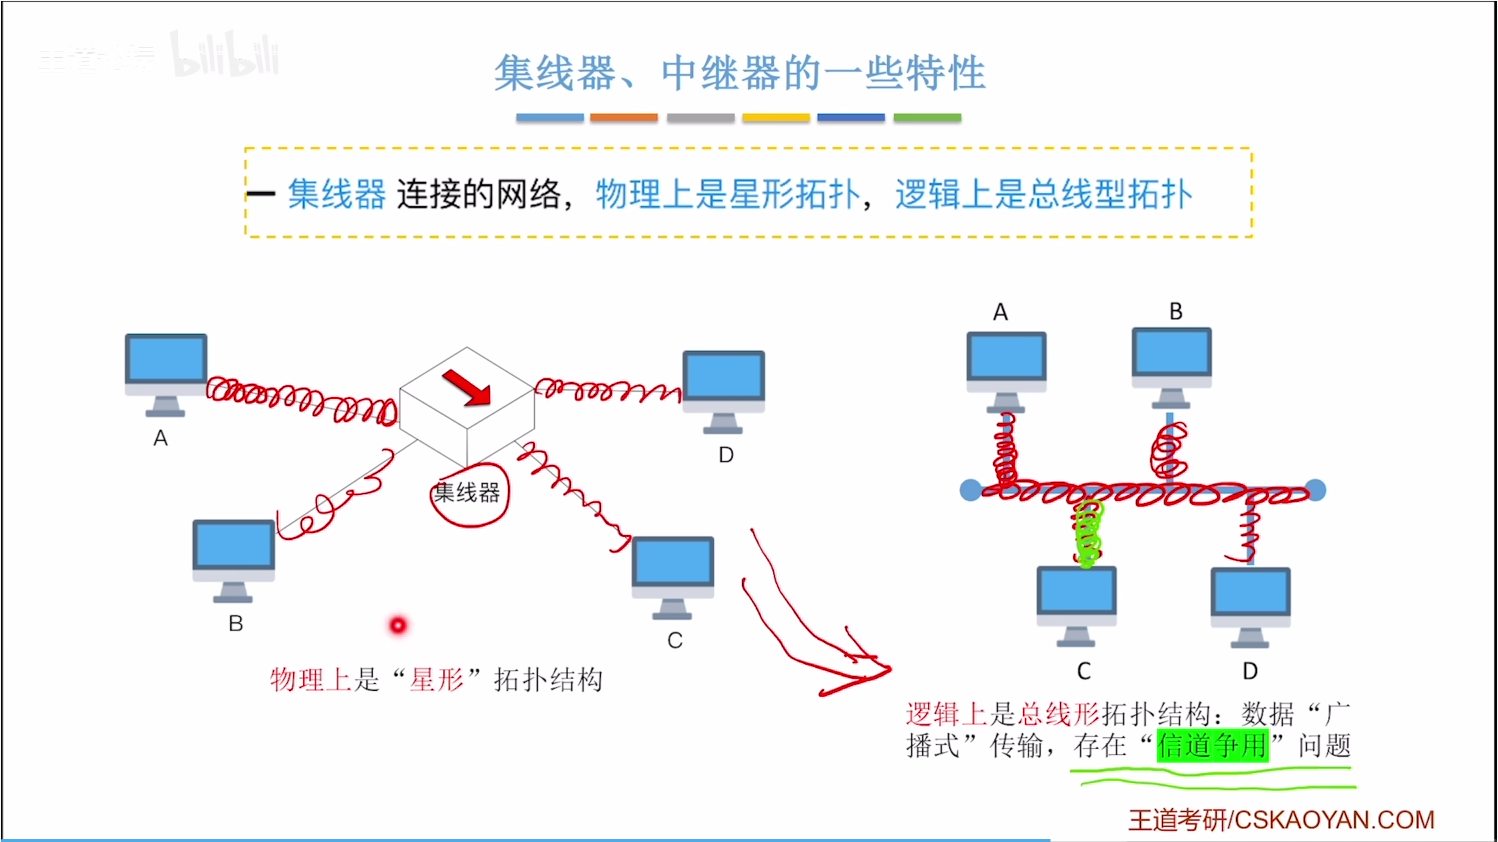 bilibili
集线器、中继器的一些特性
集线器 连接的网络，物理上是星形拓扑，逻辑上是总线型拓扑
A
B
A
D
集线器
B
C
C
D
物理上是“星形”拓扑结构
逻辑上是总线形拓扑结构：数据“广
播式”传输，存在“信道争用”问题
王道考研/CSKAOYAN.COM